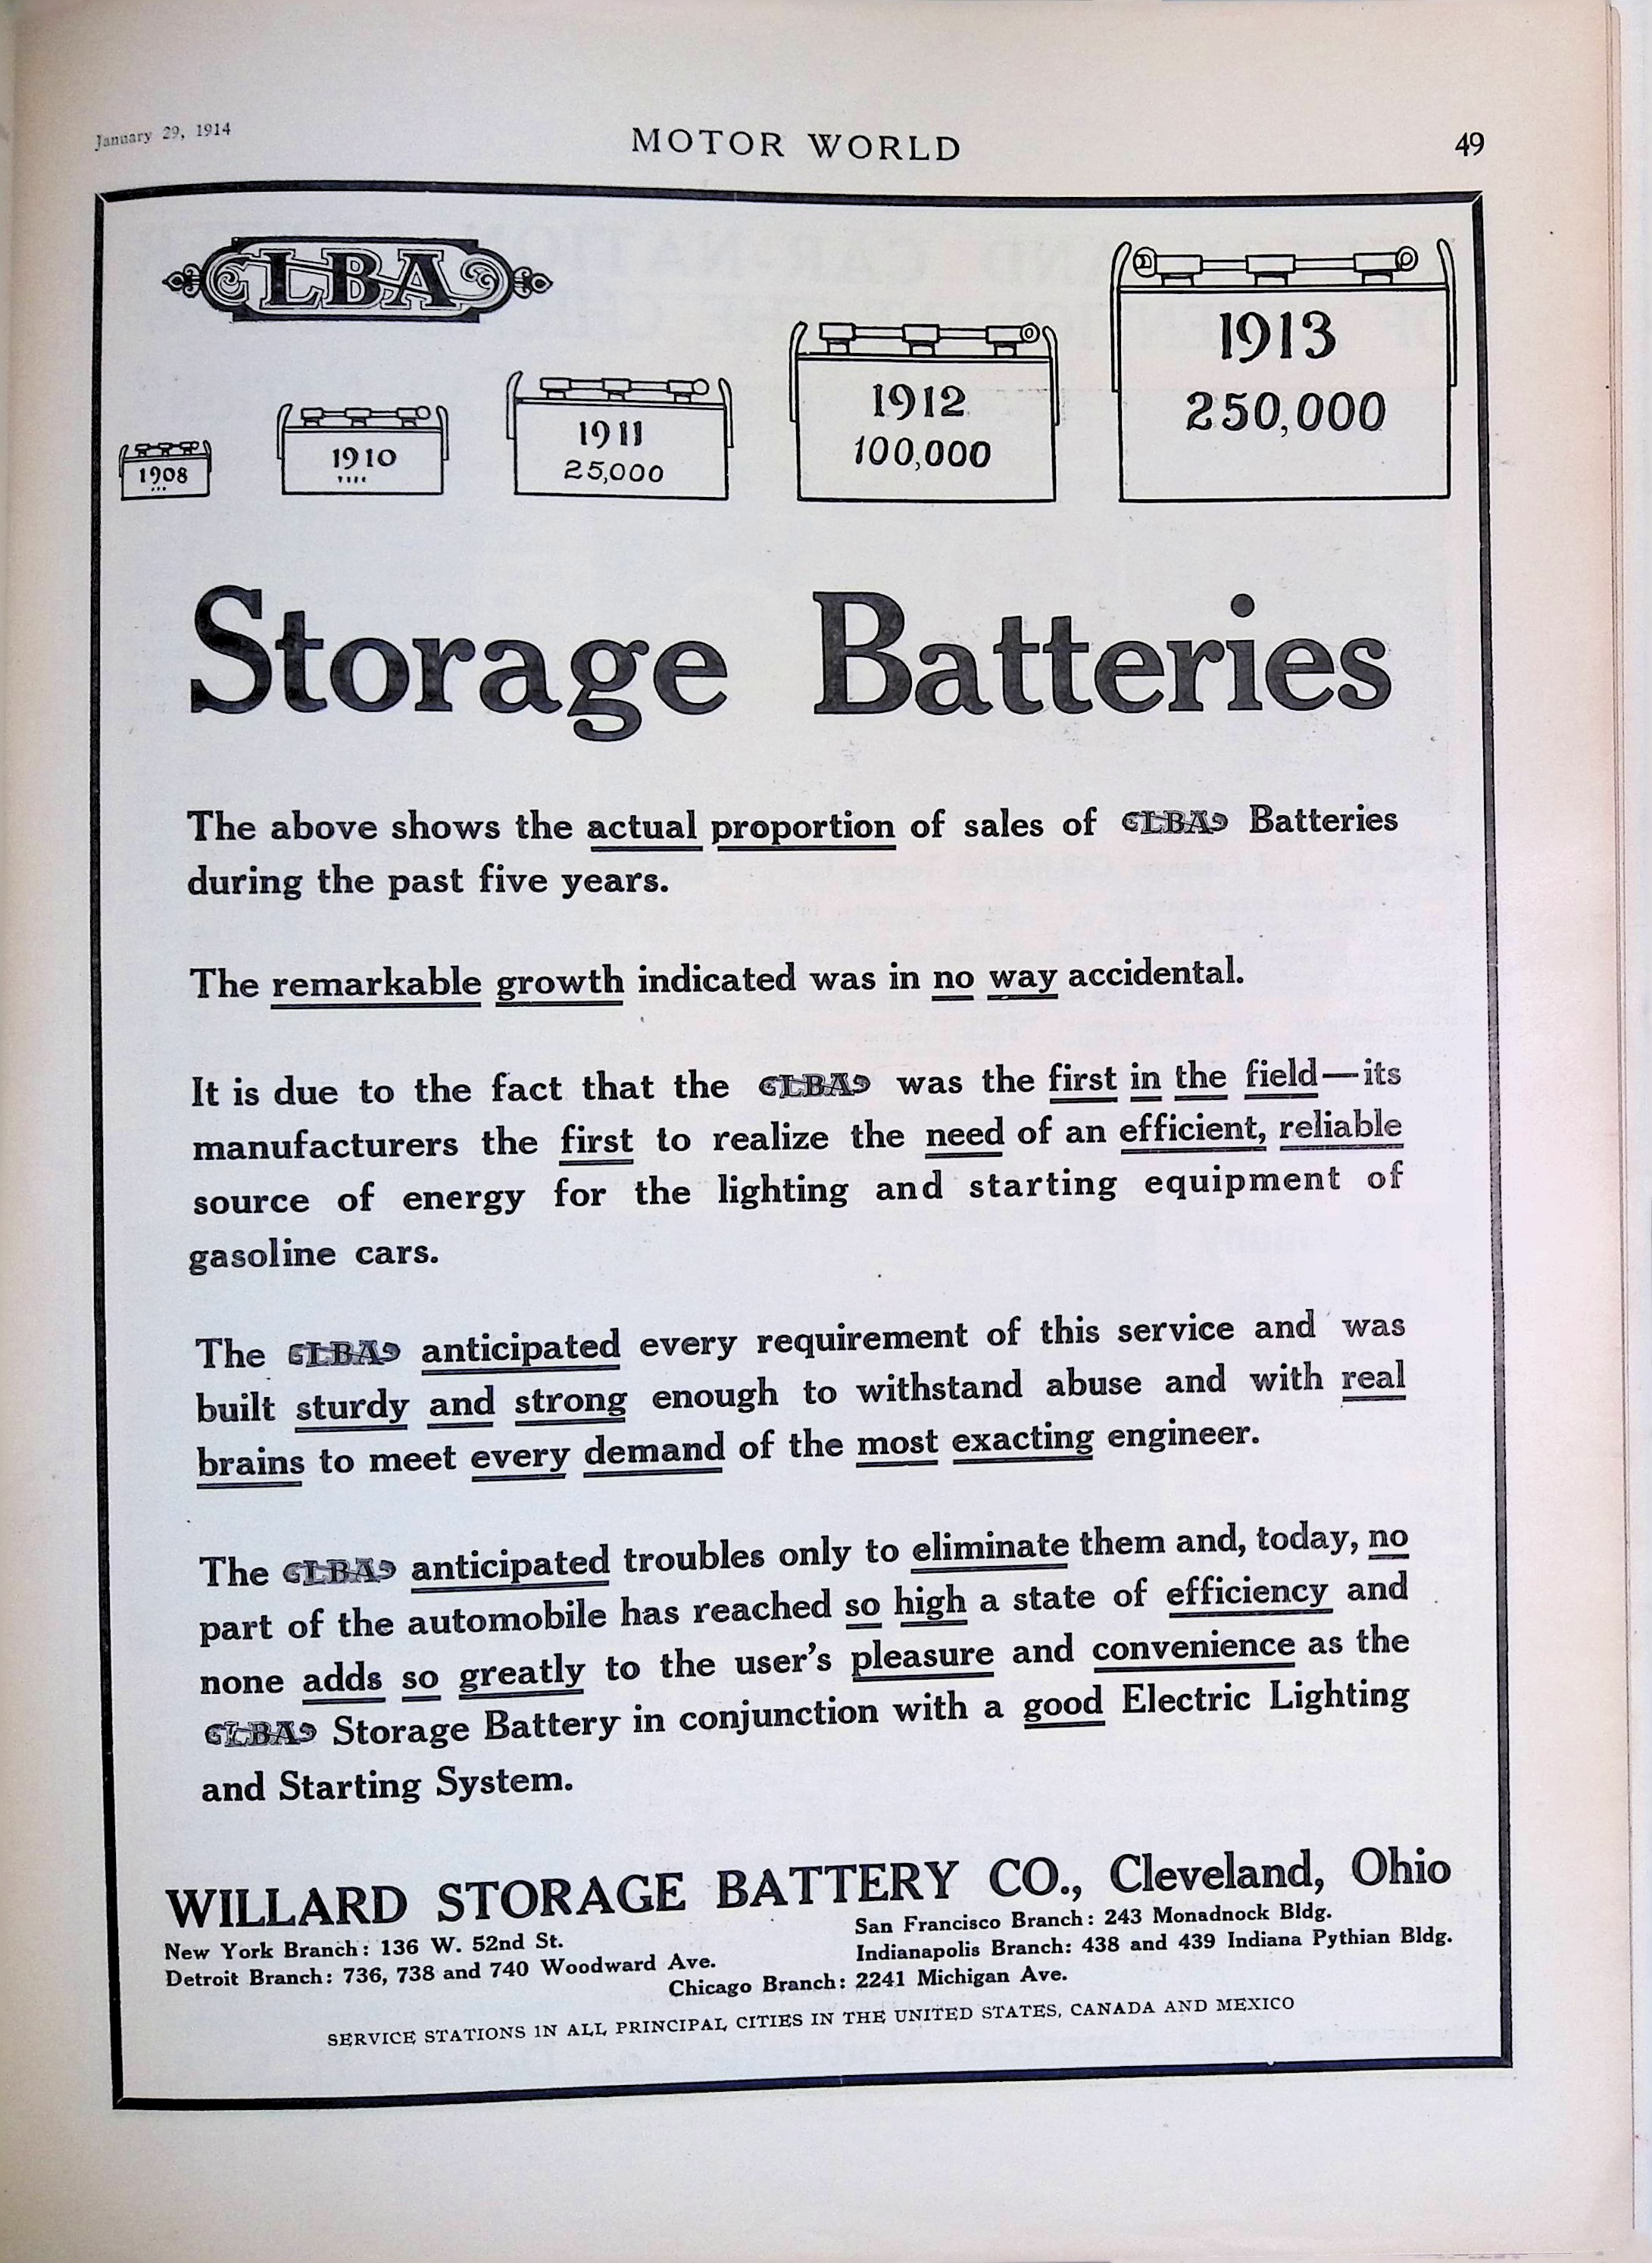 January 29, 1914
MOTOR WORLD
49
LBA
1908
1910
1911
25,000
1912
100,000
1913
250,000
Storage Batteries
The above shows the actual proportion of sales of LBA Batteries
during the past five years.
The remarkable growth indicated was in no way accidental.
It is due to the fact that the LBA was the first in the field—its
manufacturers the first to realize the need of an efficient, reliable
source of energy for the lighting and starting equipment of
gasoline cars.
The LBA anticipated every requirement of this service and was
built sturdy and strong enough to withstand abuse and with real
brains to meet every demand of the most exacting engineer.
The LBA anticipated troubles only to eliminate them and, today, no
part of the automobile has reached so high a state of efficiency and
none adds so greatly to the user's pleasure and convenience as the
LBA Storage Battery in conjunction with a good Electric Lighting
and Starting System.
WILLARD STORAGE BATTERY CO., Cleveland, Ohio
New York Branch: 136 W. 52nd St.
San Francisco Branch: 243 Monadnock Bldg.
Detroit Branch: 736, 738 and 740 Woodward Ave.
Indianapolis Branch: 438 and 439 Indiana Pythian Bldg.
Chicago Branch: 2241 Michigan Ave.
SERVICE STATIONS IN ALL PRINCIPAL CITIES IN THE UNITED STATES, CANADA AND MEXICO